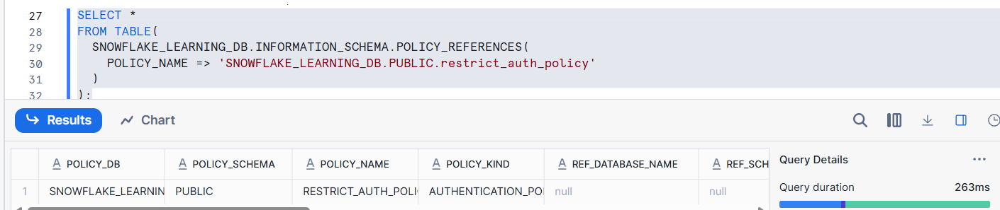 27 SELECT *
28 FROM TABLE(
29 SNOWFLAKE_LEARNING_DB.INFORMATION_SCHEMA.POLICY_REFERENCES(
30 POLICY_NAME => 'SNOWFLAKE_LEARNING_DB.PUBLIC.restrict_auth_policy'
31 )
32 );
Results Chart
A POLICY_DB A POLICY_SCHEMA A POLICY_NAME A POLICY_KIND A REF_DATABASE_NAME A REF_SCH
Query Details ...
1 SNOWFLAKE_LEARNIN PUBLIC RESTRICT_AUTH_POLI AUTHENTICATION_PO null null
Query duration 263ms